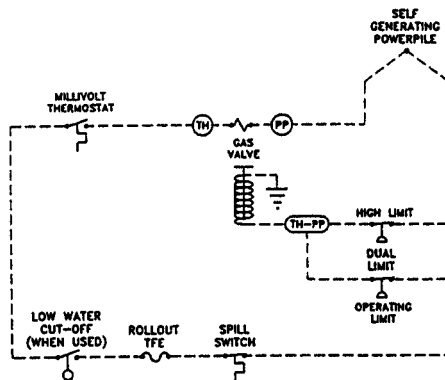 SELF
GENERATING
POWERPILE
MILLIVOLT
THERMOSTAT
TH
PP
GAS
VALVE
TH-PP
HIGH LIMIT
DUAL
LIMIT
OPERATING
LIMIT
LOW WATER
CUT-OFF
(WHEN USED)
ROLLOUT
TFE
SPILL
SWITCH